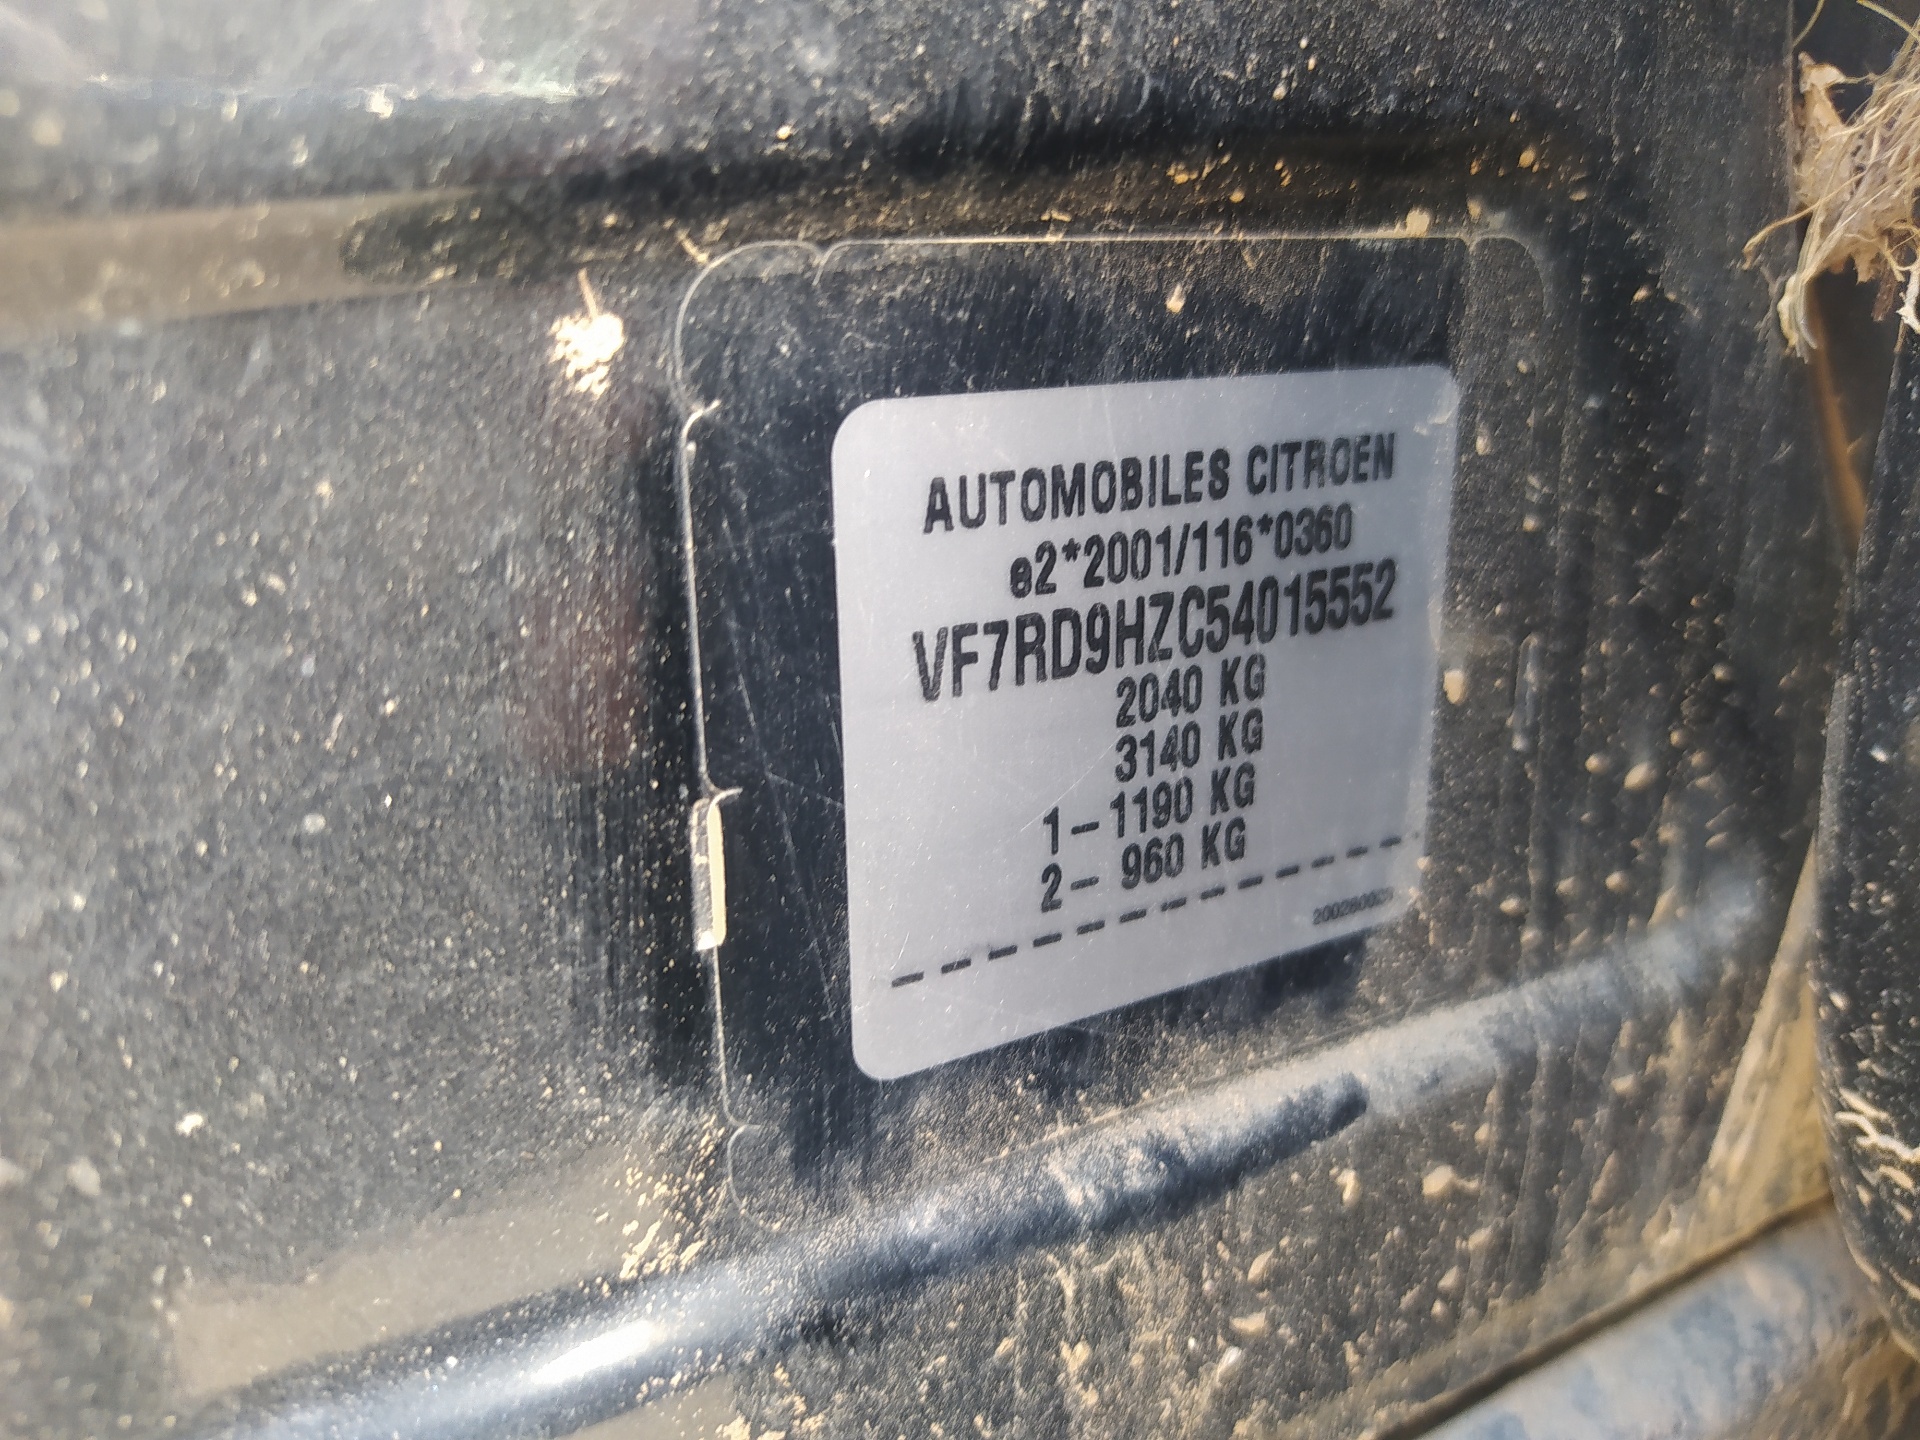 AUTOMOBILES CITROEN
e2*2001/116*0360
VF7RD9HZC54015552
2040 KG
3140 KG
1- 1190 KG
2- 960 KG